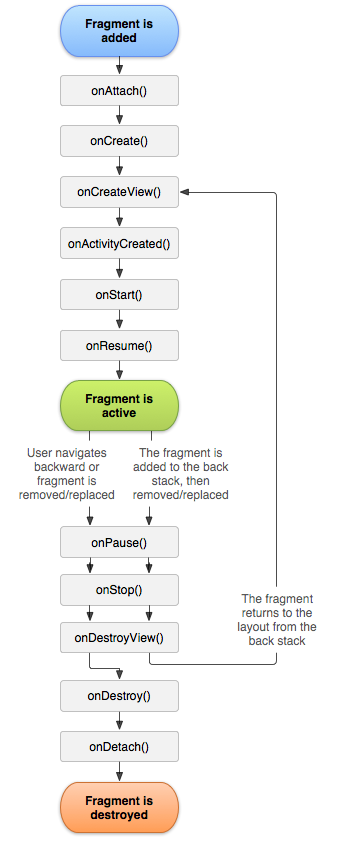 Fragment is
added
onAttach()
onCreate()
onCreateView()
onActivityCreated()
onStart()
onResume()
Fragment is
active
User navigates
backward or
fragment is
removed/replaced
The fragment is
added to the back
stack, then
removed/replaced
onPause()
onStop()
onDestroyView()
The fragment
returns to the
layout from the
back stack
onDestroy()
onDetach()
Fragment is
destroyed